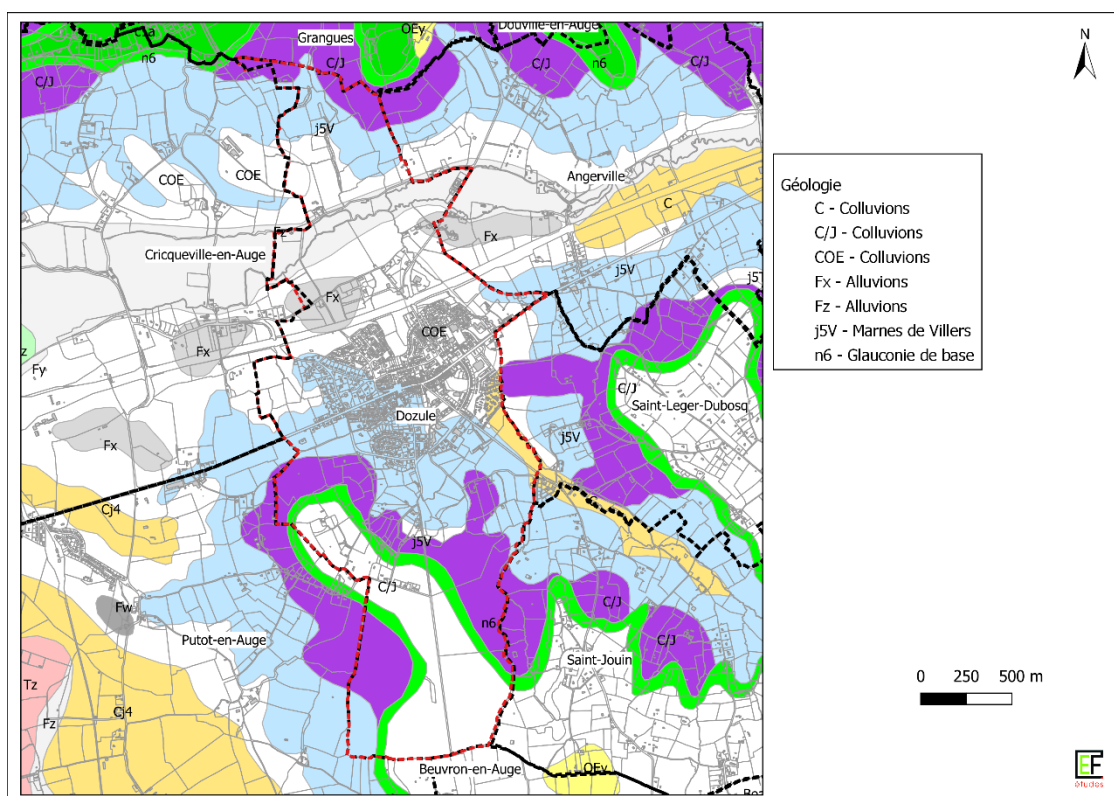 Douville-en-Auge
OEy
Grangues
n6
C/J
C/J
n6
C/J
C/J
j5V
COE
COE
Angerville
C
Cricqueville-en-Auge
Fz
Fx
j5V
Fx
COE
Fx
Fy
C/J
Saint-Leger-Dubosq
Dozule
j5V
Fx
Cj4
j5V
C/J
C/J
Fw
Putot-en-Auge
n6
C/J
Saint-Jouin
Tz
Cj4
Fz
Beuvron-en-Auge
OEy
N
Géologie
C - Colluvions
C/J - Colluvions
COE - Colluvions
Fx - Alluvions
Fz - Alluvions
j5V - Marnes de Villers
n6 - Glauconie de base
0 250 500 m
CEF
études